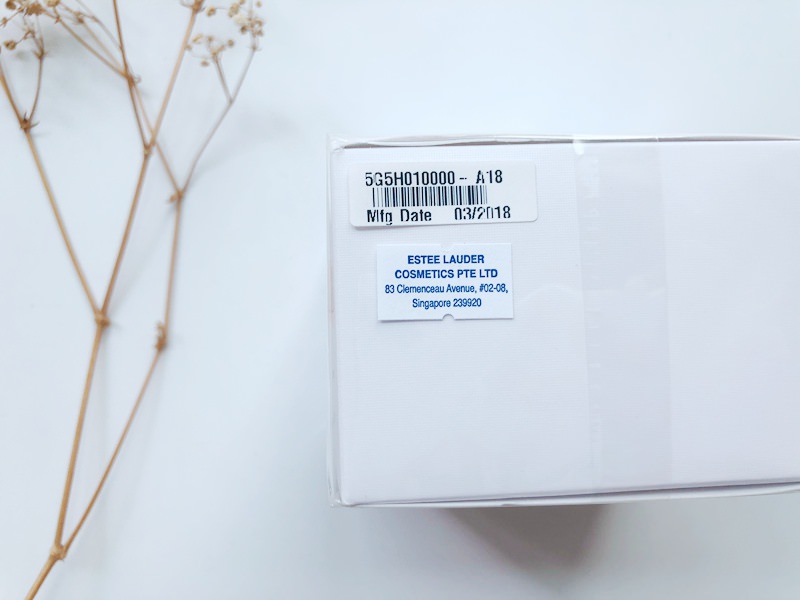 5G5H010000- A18
Mfg Date 03/2018
ESTEE LAUDER
COSMETICS PTE LTD
83 Clemenceau Avenue, #02-08,
Singapore 239920